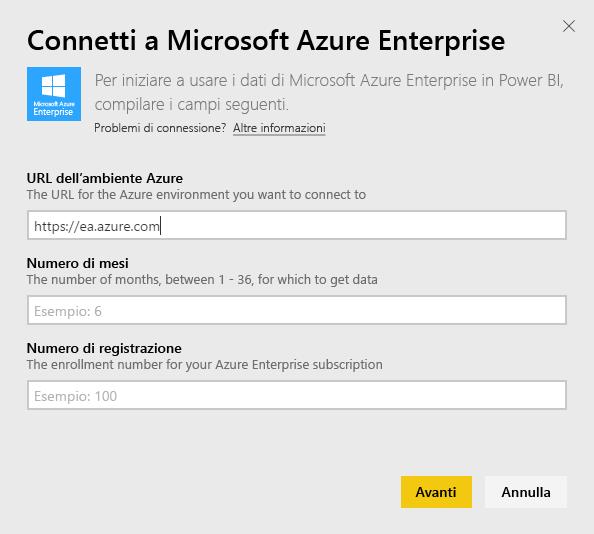 Connetti a Microsoft Azure Enterprise
Microsoft Azure
Enterprise
Per iniziare a usare i dati di Microsoft Azure Enterprise in Power BI,
compilare i campi seguenti.
Problemi di connessione? Altre informazioni
URL dell’ambiente Azure
The URL for the Azure environment you want to connect to
https://ea.azure.com
Numero di mesi
The number of months, between 1 - 36, for which to get data
Esempio: 6
Numero di registrazione
The enrollment number for your Azure Enterprise subscription
Esempio: 100
Avanti Annulla